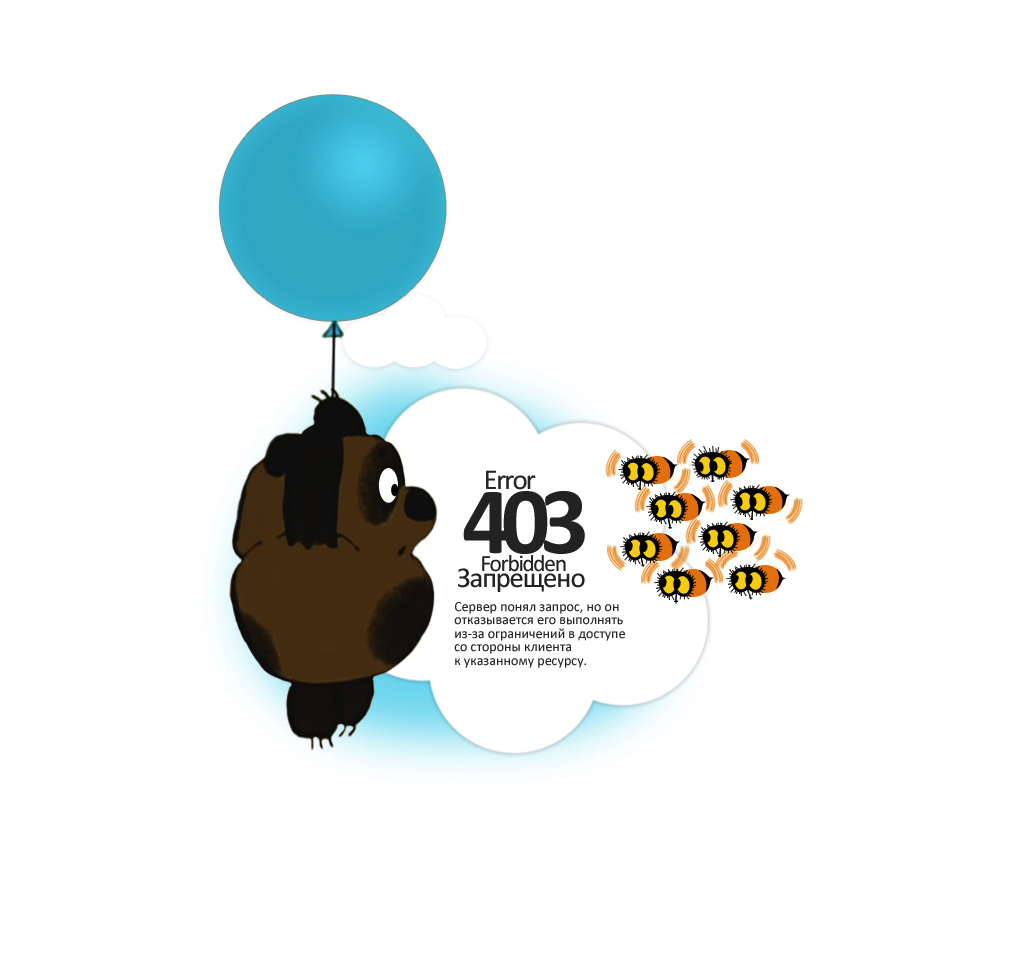 Error
403
Forbidden
Запрещено
Сервер понял запрос, но он
отказывается его выполнять
из-за ограничений в доступе
со стороны клиента
к указанному ресурсу.